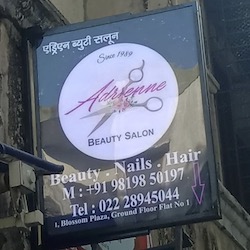 एड्रिएन ब्युटी सलून
Since 1989
Adrienne
BEAUTY SALON
Beauty . Nails . Hair
M : +91 98198 50197
Tel : 022 28945044
1, Blossom Plaza, Ground Floor Flat No 1